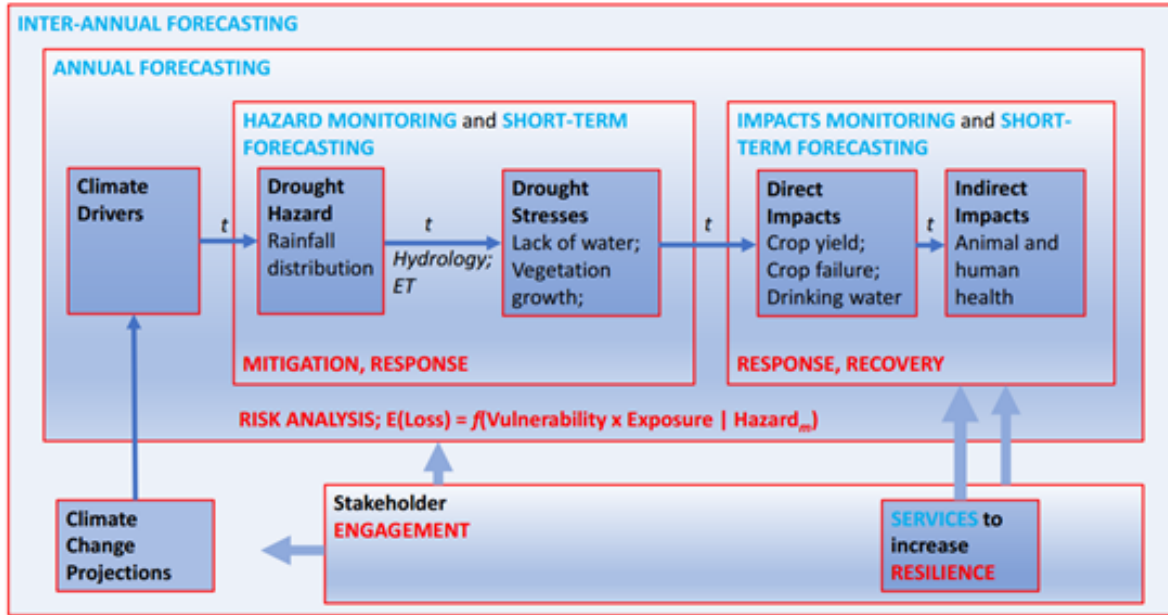 INTER-ANNUAL FORECASTING
ANNUAL FORECASTING
HAZARD MONITORING and SHORT-TERM
FORECASTING
IMPACTS MONITORING and SHORT-
TERM FORECASTING
Climate
Drivers
t
Drought
Hazard
Rainfall
distribution
t
Hydrology;
ET
Drought
Stresses
Lack of water;
Vegetation
growth;
t
Direct
Impacts
Crop yield;
Crop failure;
Drinking water
t
Indirect
Impacts
Animal and
human
health
MITIGATION, RESPONSE
RESPONSE, RECOVERY
RISK ANALYSIS; E(Loss) = f(Vulnerability x Exposure | Hazardm)
Climate
Change
Projections
Stakeholder
ENGAGEMENT
SERVICES to
increase
RESILIENCE